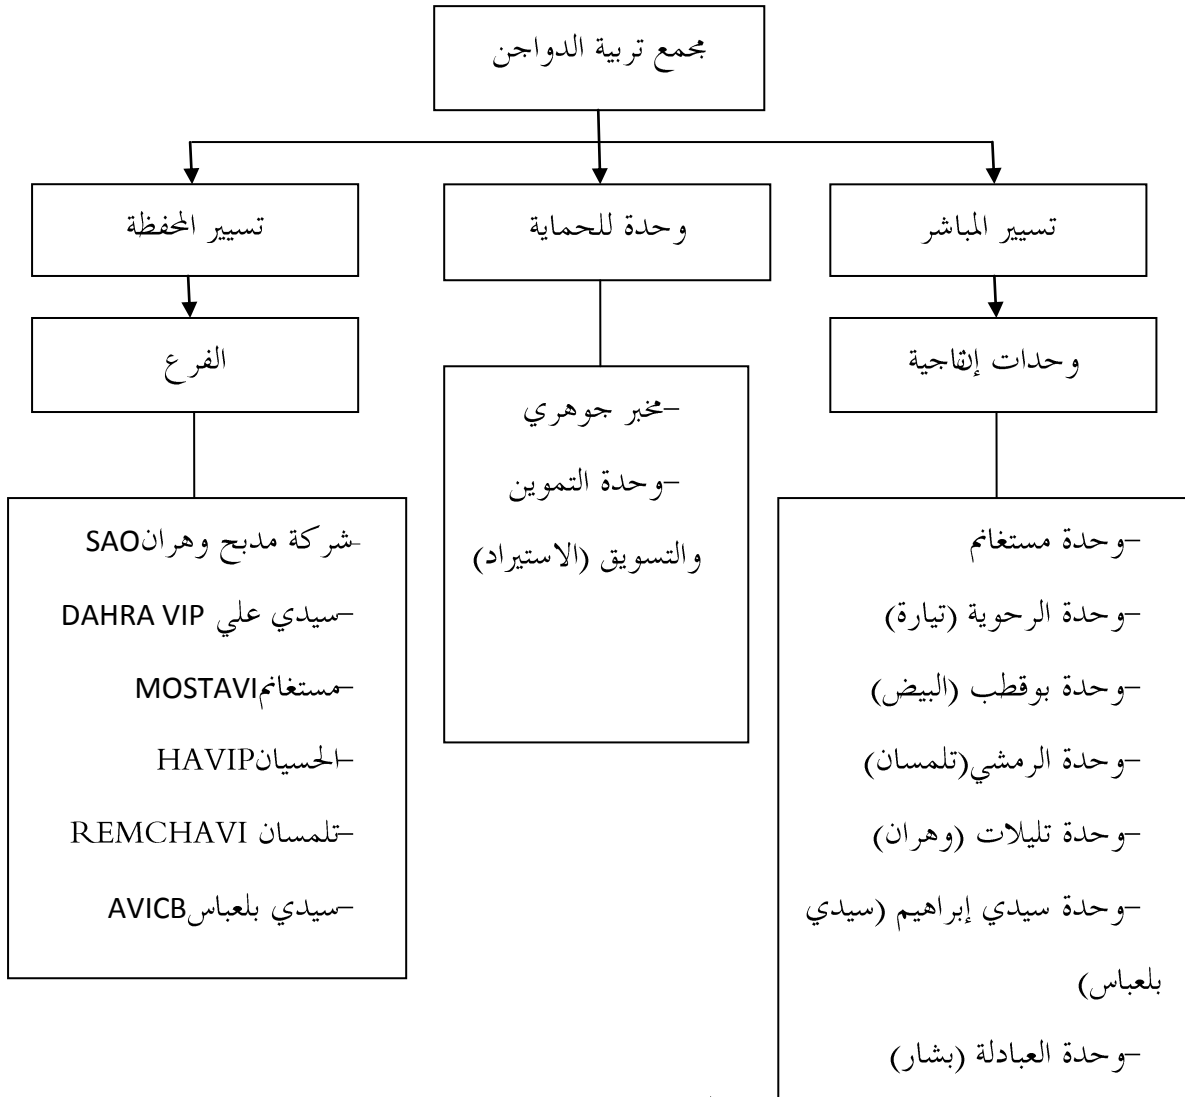 مجمع تربية الدواجن
تسيير المباشر
وحدة للحماية
تسيير المحفظة
وحدات إنتاجية
الفرع
-وحدة مستغانم
-وحدة الرحوية (تيارة)
-وحدة بوقطب (البيض)
-وحدة الرمشي(تلمسان)
-وحدة تليلات (وهران)
-وحدة سيدي إبراهيم (سيدي
بلعباس)
-وحدة العبادلة (بشار)
-مخبر جوهري
-وحدة التموين
والتسويق (الاستيراد)
-شركة مدبح وهرانSAO
-سيدي علي DAHRA VIP
-مستغانمMOSTAVI
-الحسيانHAVIP
-تلمسان REMCHAVI
-سيدي بلعباسAVICB